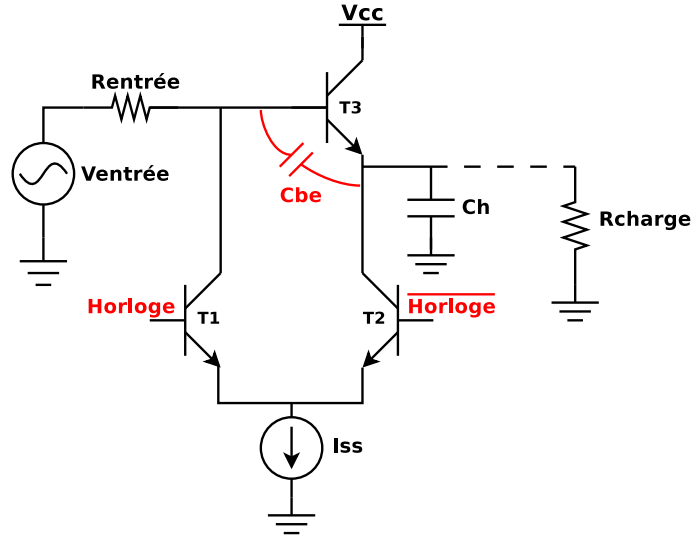 Vcc
Rentrée
T3
Ventrée
Cbe
Ch
Rcharge
Horloge
T1
T2
Horloge
Iss